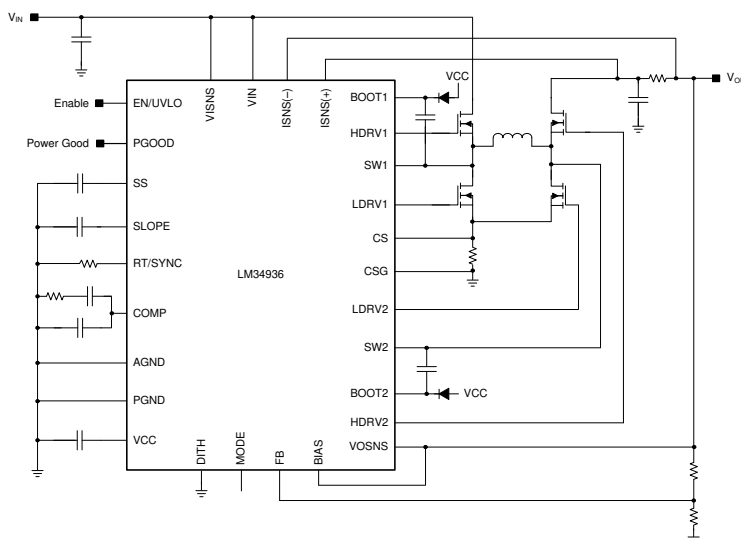 VIN
VCC
BOOT1
VISNS
VIN
ISNS(−)
ISNS(+)
Enable
EN/UVLO
HDRV1
Power Good
PGOOD
SW1
SS
LDRV1
SLOPE
CS
RT/SYNC
LM34936
CSG
COMP
LDRV2
SW2
AGND
BOOT2
VCC
PGND
HDRV2
VCC
VOSNS
DITH
MODE
FB
BIAS